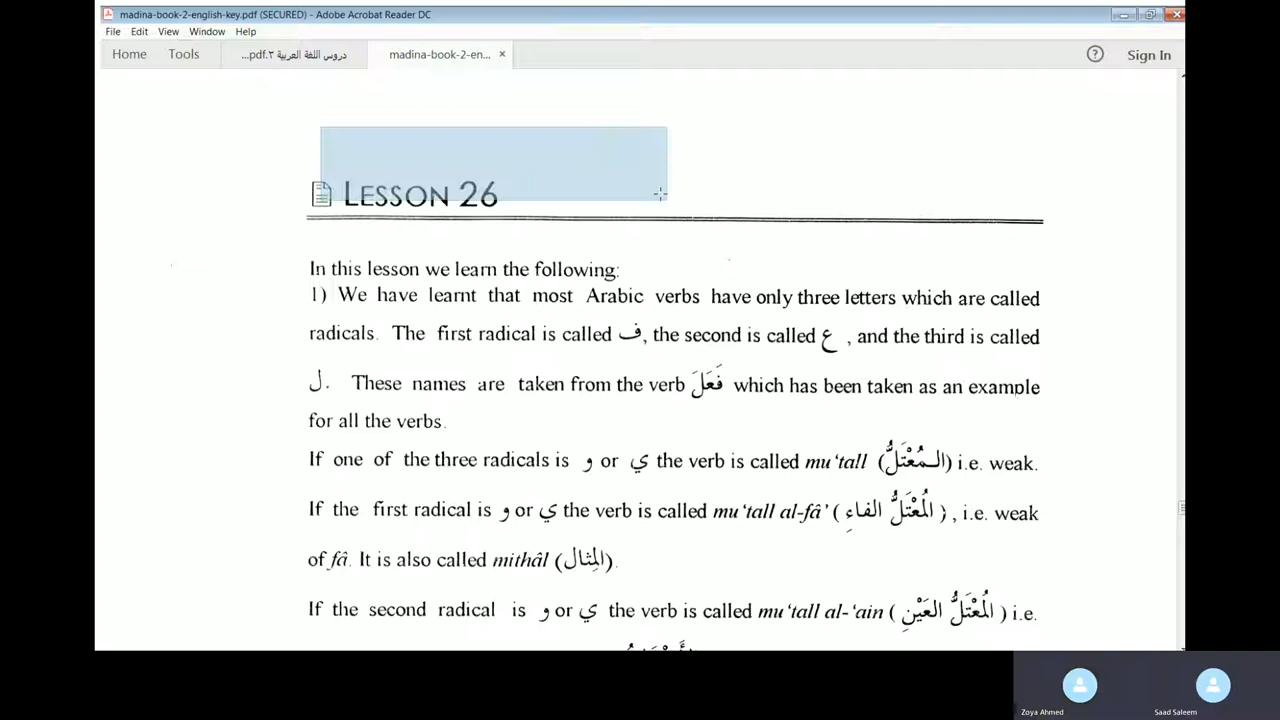 madina-book-2-english-key.pdf (SECURED) - Adobe Acrobat Reader DC
File Edit View Window Help
Home Tools دروس اللغة العربية ٣.pdf... madina-book-2-en... × ? Sign In
LESSON 26
In this lesson we learn the following:
1) We have learnt that most Arabic verbs have only three letters which are called
radicals. The first radical is called ف, the second is called ع , and the third is called
ل. These names are taken from the verb فَعَلَ which has been taken as an example
for all the verbs.
If one of the three radicals is و or ي the verb is called mu‘tall (الـمُعْتَلُّ) i.e. weak.
If the first radical is و or ي the verb is called mu‘tall al-fâ’ (المُعْتَلُّ الفاءِ), i.e. weak
of fâ. It is also called mithâl (المِثال).
If the second radical is و or ي the verb is called mu‘tall al-‘ain (المُعْتَلُّ العَيْنِ) i.e.
Zoya Ahmed Saad Saleem